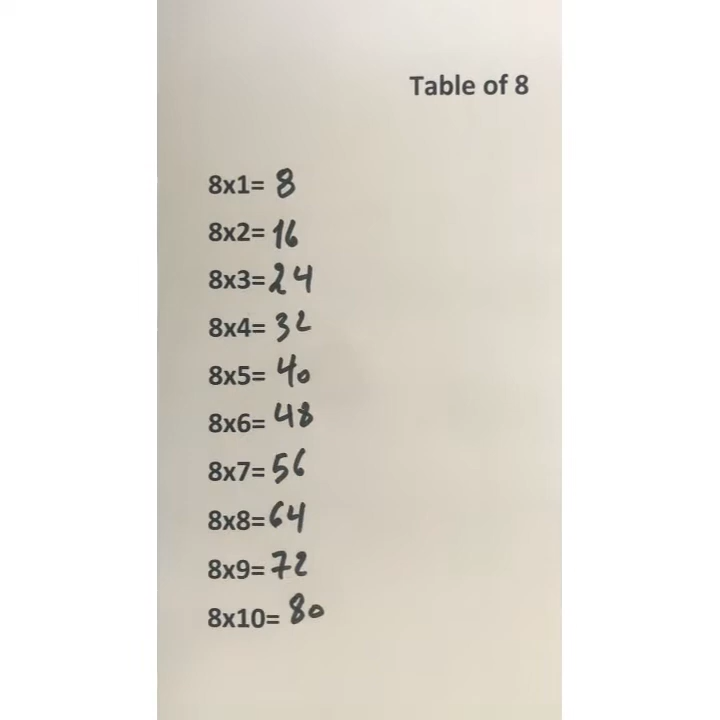 Table of 8
8x1= 8
8x2= 16
8x3= 24
8x4= 32
8x5= 40
8x6= 48
8x7= 56
8x8= 64
8x9= 72
8x10= 80